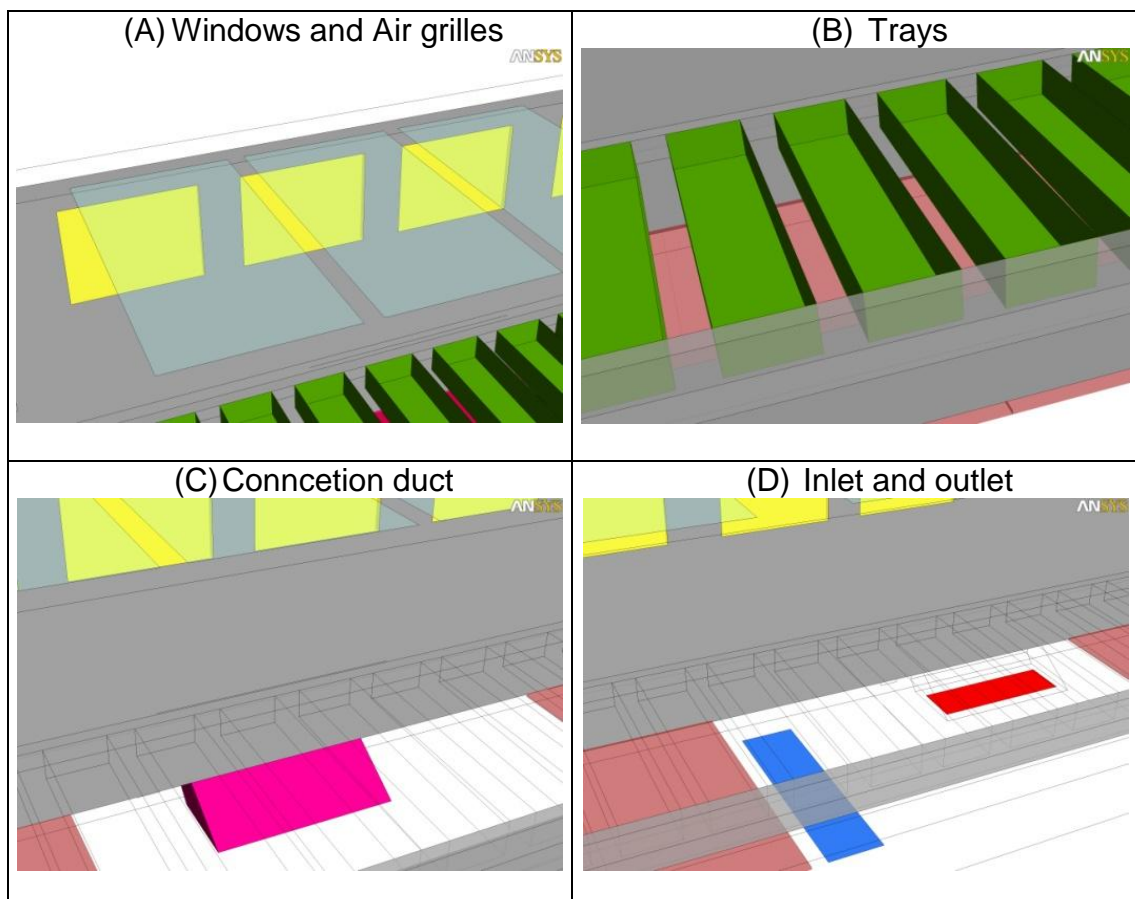 (A) Windows and Air grilles
ANSYS
(B) Trays
ANSYS
(C) Conncetion duct
ANSYS
(D) Inlet and outlet
ANSYS